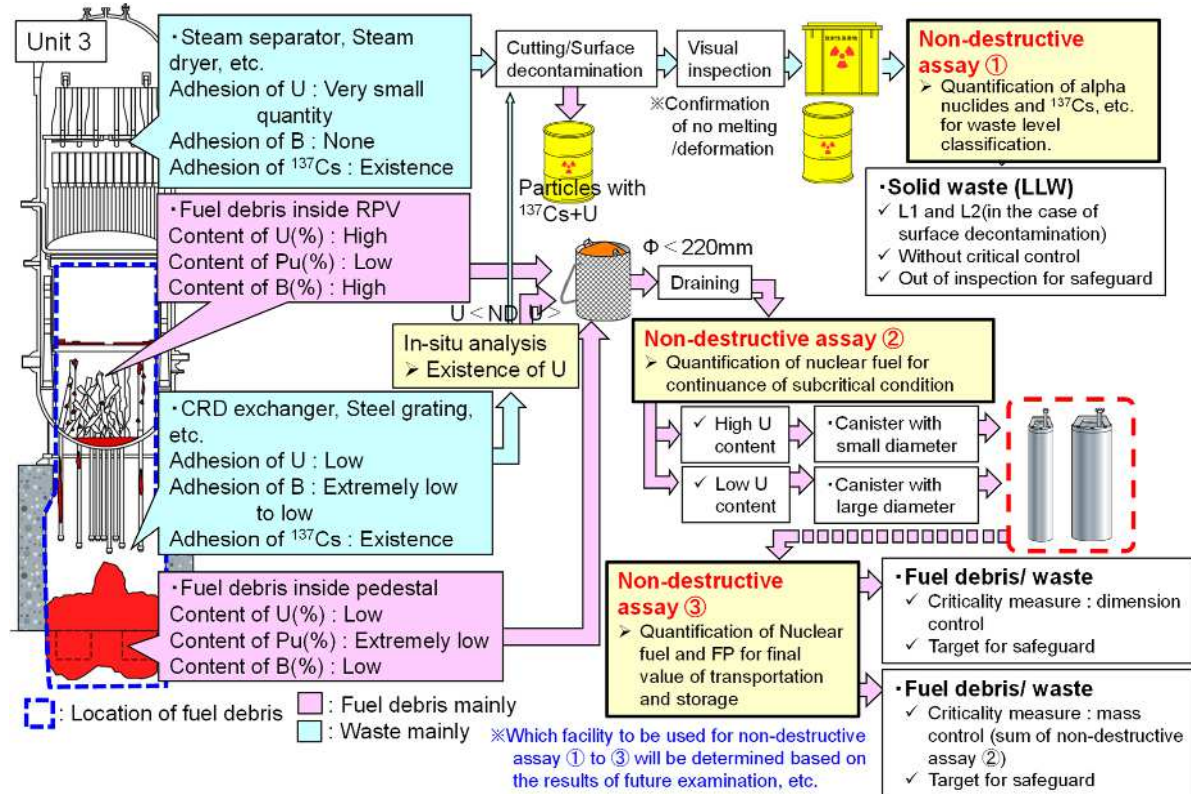 Unit 3
・Steam separator, Steam
dryer, etc.
Adhesion of U : Very small
quantity
Adhesion of B : None
Adhesion of ¹³⁷Cs : Existence
Cutting/Surface
decontamination
Visual
inspection
※Confirmation
of no melting
/deformation
Particles with
¹³⁷Cs+U
Non-destructive
assay ①
➢ Quantification of alpha
nuclides and ¹³⁷Cs, etc.
for waste level
classification.
・Solid waste (LLW)
✓ L1 and L2(in the case of
surface decontamination)
✓ Without critical control
✓ Out of inspection for safeguard
・Fuel debris inside RPV
Content of U(%) : High
Content of Pu(%) : Low
Content of B(%) : High
U < ND
U >
In-situ analysis
➢ Existence of U
Φ < 220mm
Draining
Non-destructive assay ②
➢ Quantification of nuclear fuel for
continuance of subcritical condition
✓ High U
content
・Canister with
small diameter
✓ Low U
content
・Canister with
large diameter
・CRD exchanger, Steel grating,
etc.
Adhesion of U : Low
Adhesion of B : Extremely low
to low
Adhesion of ¹³⁷Cs : Existence
・Fuel debris inside pedestal
Content of U(%) : Low
Content of Pu(%) : Extremely low
Content of B(%) : Low
Non-destructive
assay ③
➢ Quantification of Nuclear
fuel and FP for final
value of transportation
and storage
・Fuel debris/ waste
✓ Criticality measure : dimension
control
✓ Target for safeguard
・Fuel debris/ waste
✓ Criticality measure : mass
control (sum of non-destructive
assay ②)
✓ Target for safeguard
: Location of fuel debris
: Fuel debris mainly
: Waste mainly
※Which facility to be used for non-destructive
assay ① to ③ will be determined based on
the results of future examination, etc.